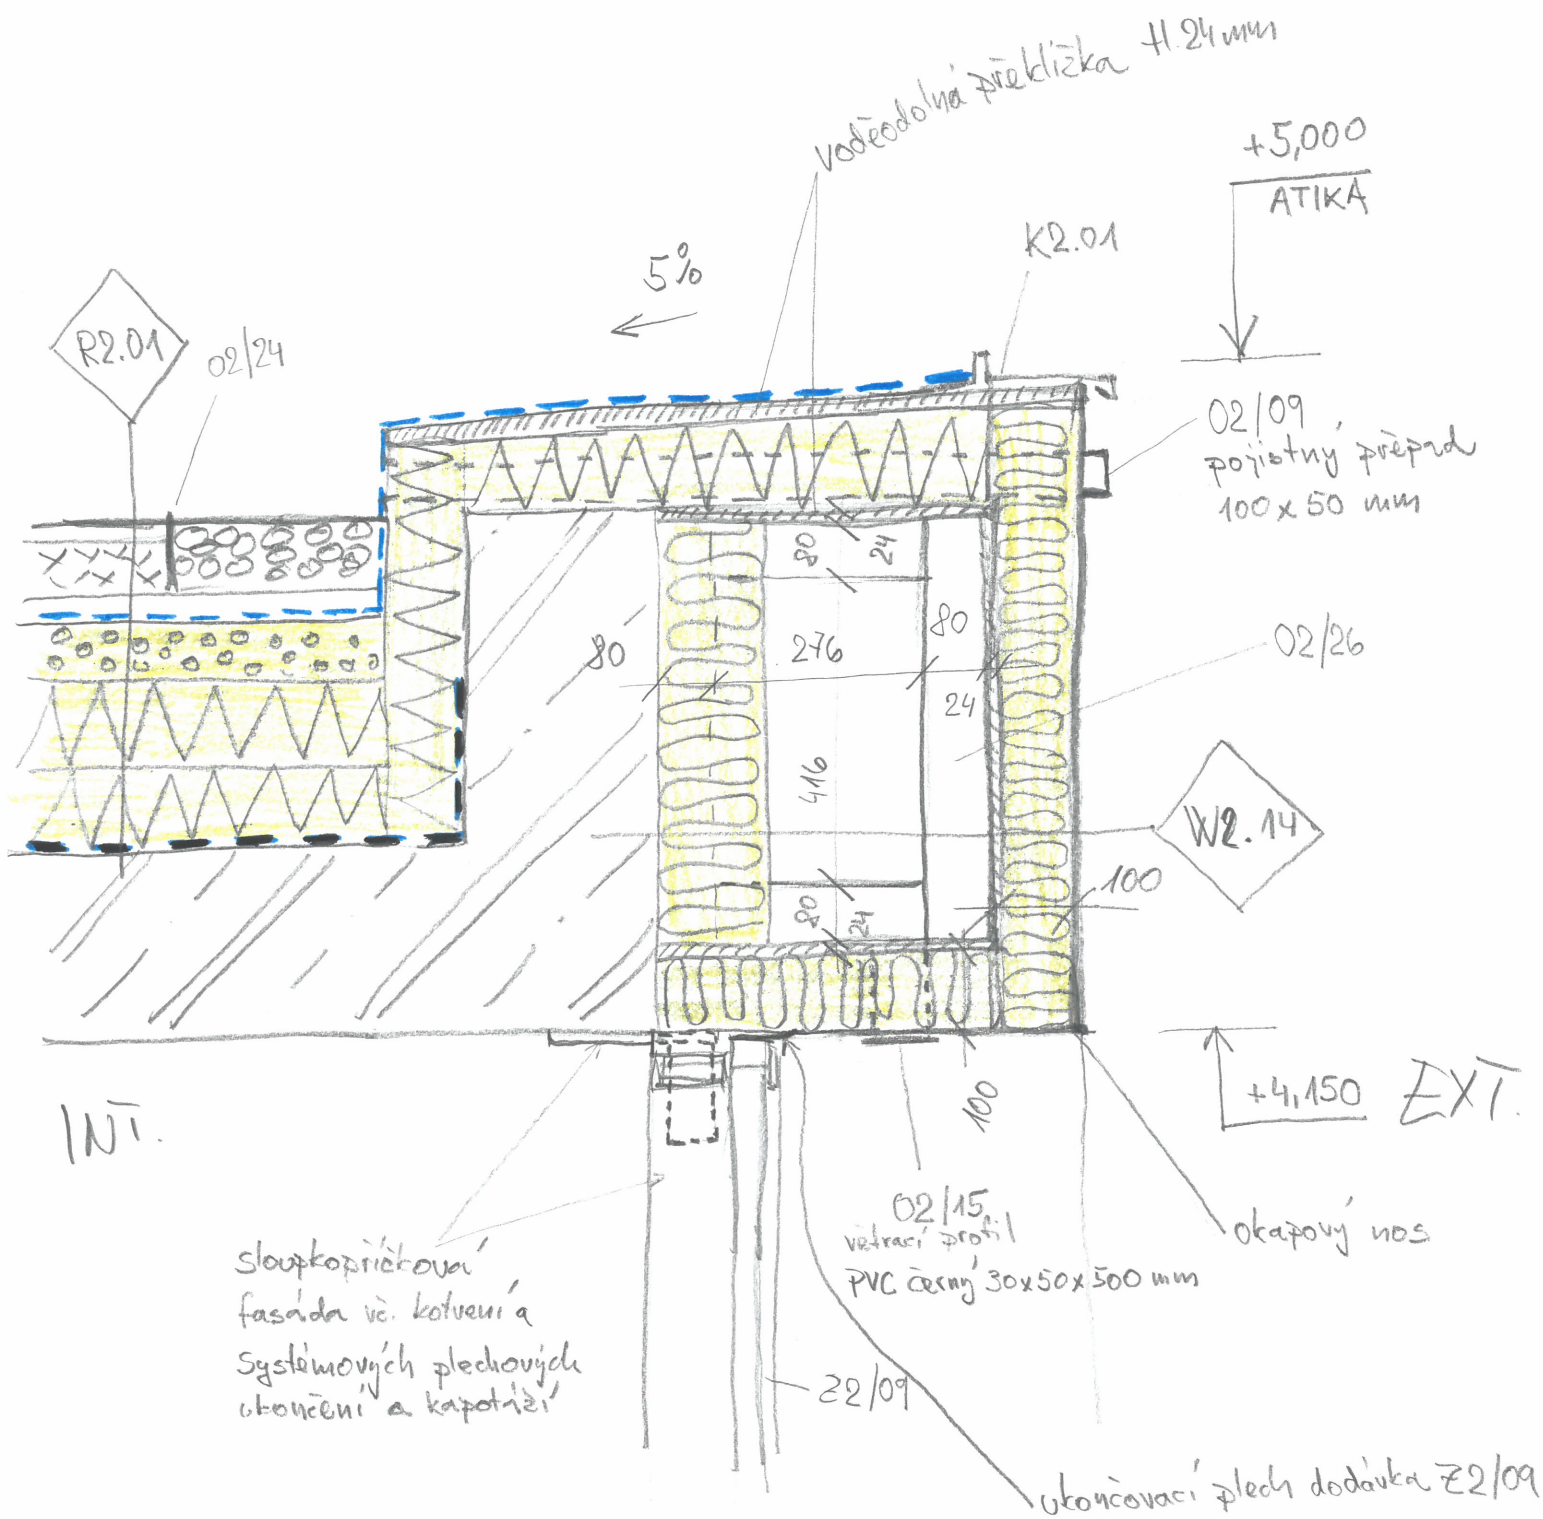 voděodolná překližka tl. 24mm
+5,000
ATIKA
K2.01
5%
R2.01
02/24
02/09
pojistný přepad
100 x 50 mm
80
24
80
276
80
24
02/26
416
W2.14
100
80
24
100
+4,150
EXT.
INT.
okapový nos
02/15
větrací profil
PVC černý 30x50x500 mm
sloupkopříčková
fasáda vč. kotvení a
systémových plechových
ukončení a kapotáží
Z2/09
ukončovací plech dodávka Z2/09